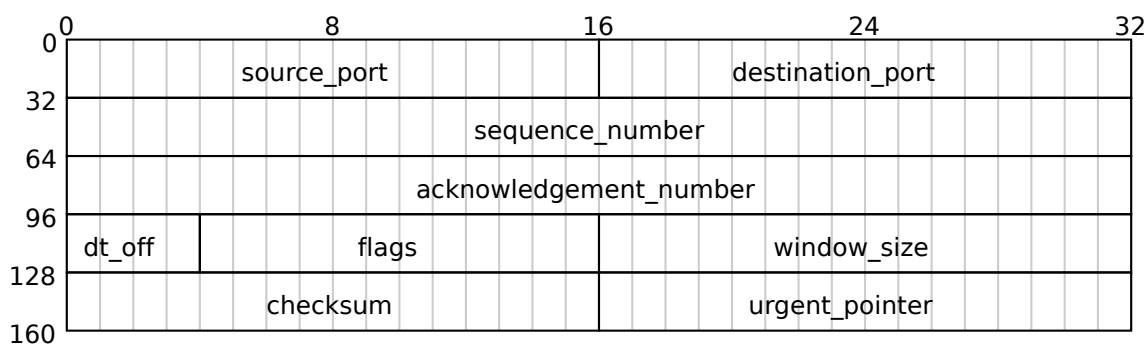 0 8 16 24 32
0
source_port destination_port
32
sequence_number
64
acknowledgement_number
96
dt_off flags window_size
128
checksum urgent_pointer
160